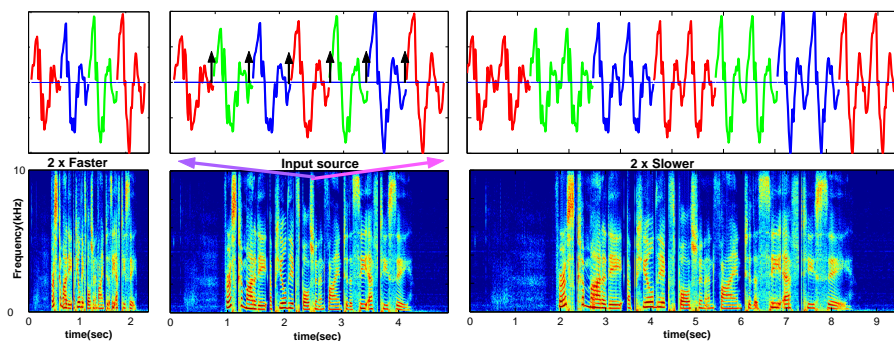 2 x Faster
Input source
2 x Slower
Frequency(kHz)
10
0
0 1 2
time(sec)
0 1 2 3 4
time(sec)
0 1 2 3 4 5 6 7 8 9
time(sec)